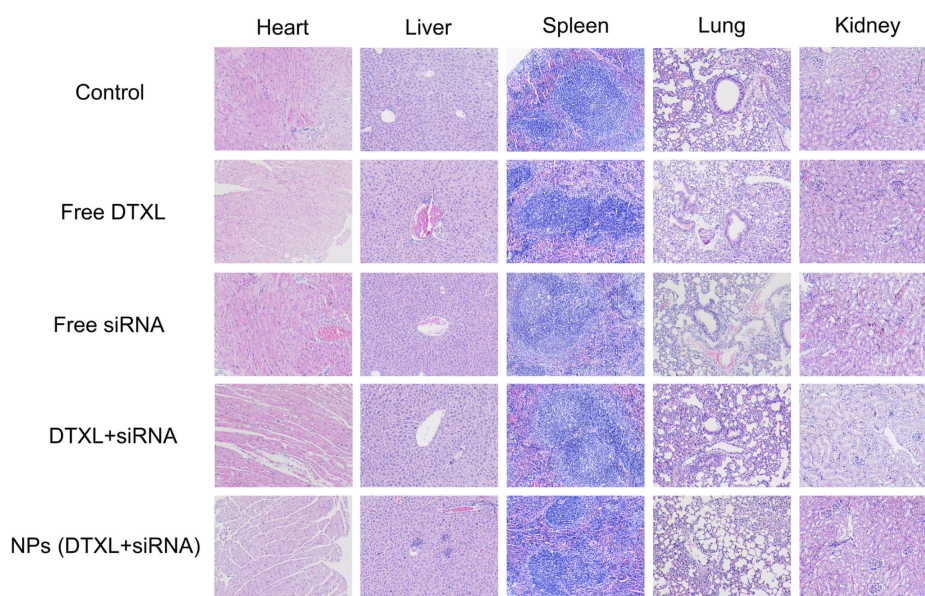 Heart Liver Spleen Lung Kidney
Control
Free DTXL
Free siRNA
DTXL+siRNA
NPs (DTXL+siRNA)